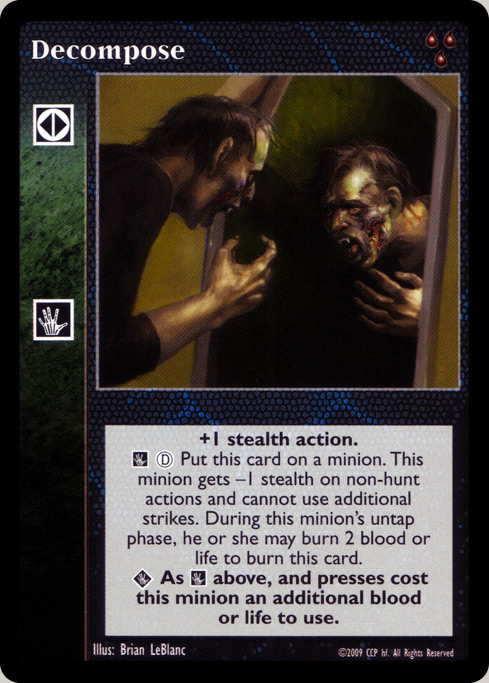 Decompose
+1 stealth action.
Ⓓ Put this card on a minion. This
minion gets –1 stealth on non-hunt
actions and cannot use additional
strikes. During this minion's untap
phase, he or she may burn 2 blood or
life to burn this card.
As above, and presses cost
this minion an additional blood
or life to use.
Illus: Brian LeBlanc
©2009 CCP hf. All Rights Reserved